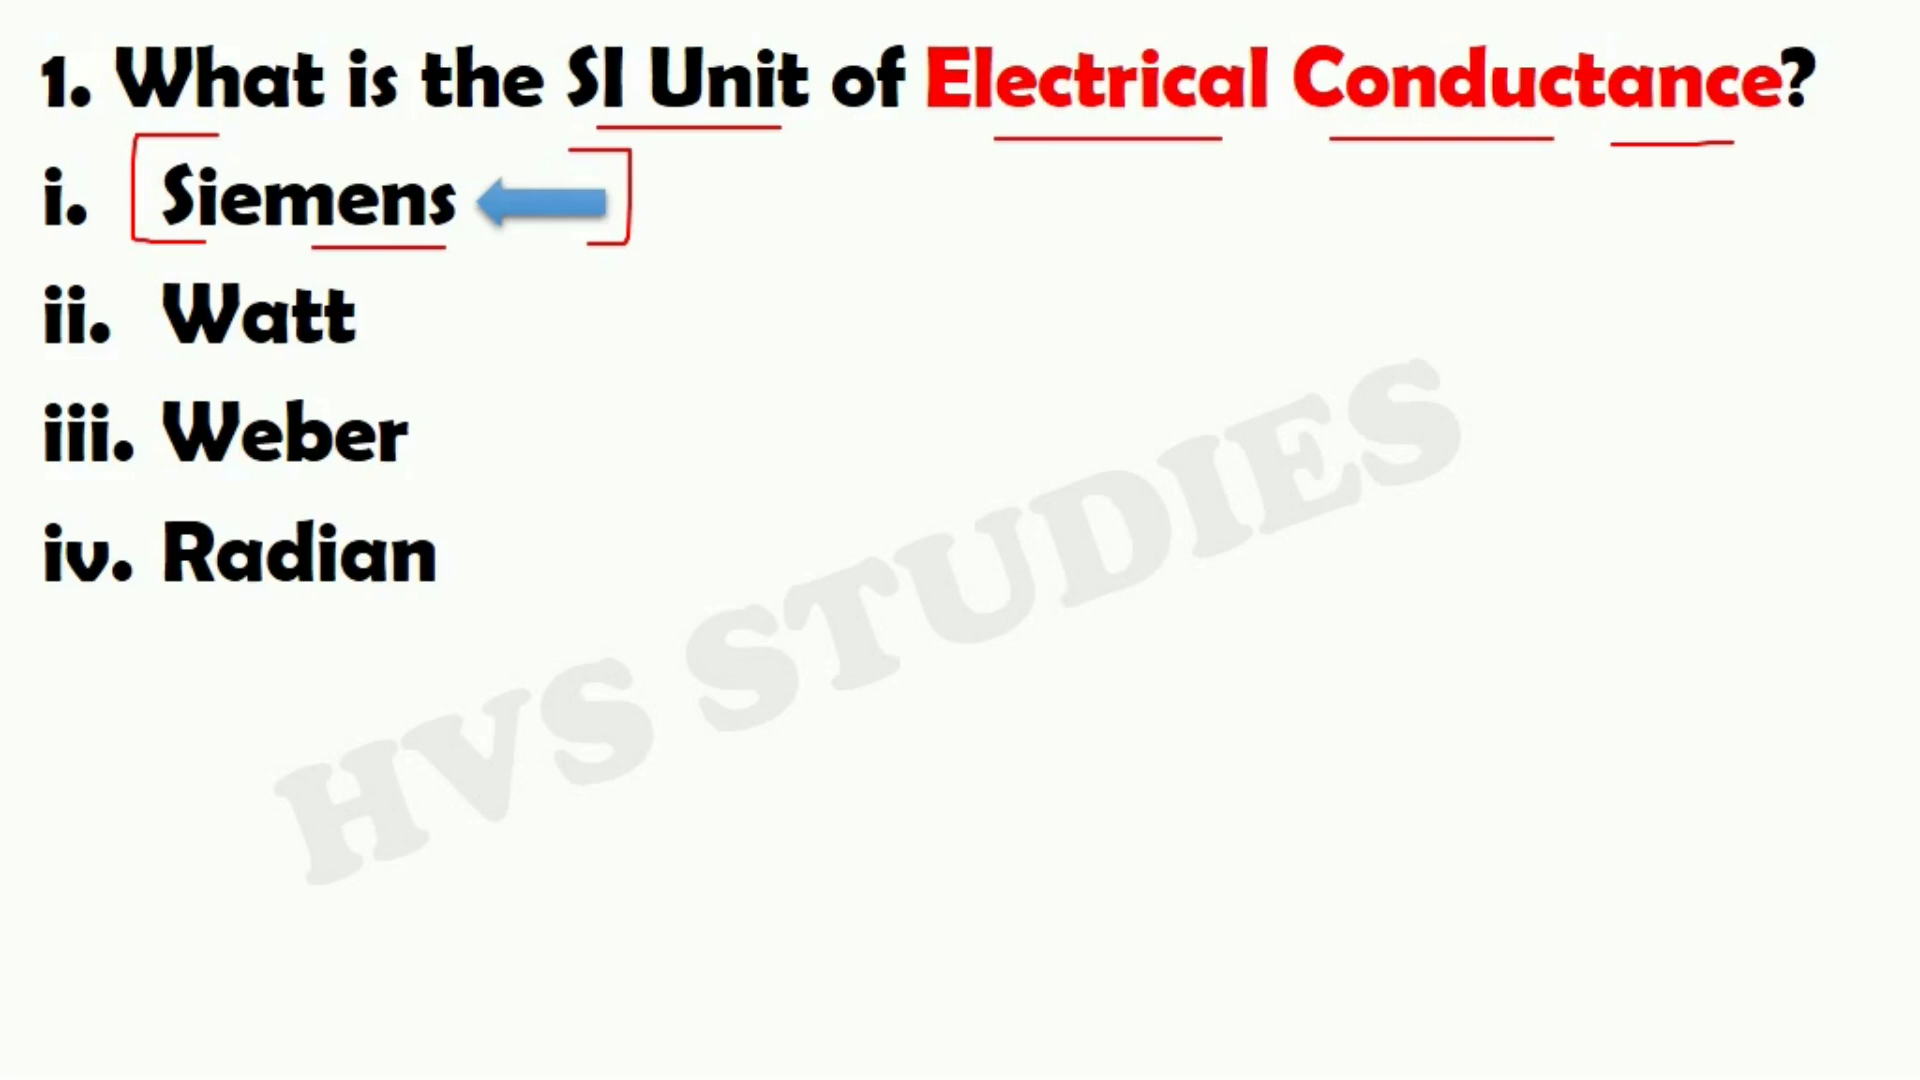 1. What is the SI Unit of Electrical Conductance?
i. Siemens
ii. Watt
iii. Weber
iv. Radian
HVS STUDIES